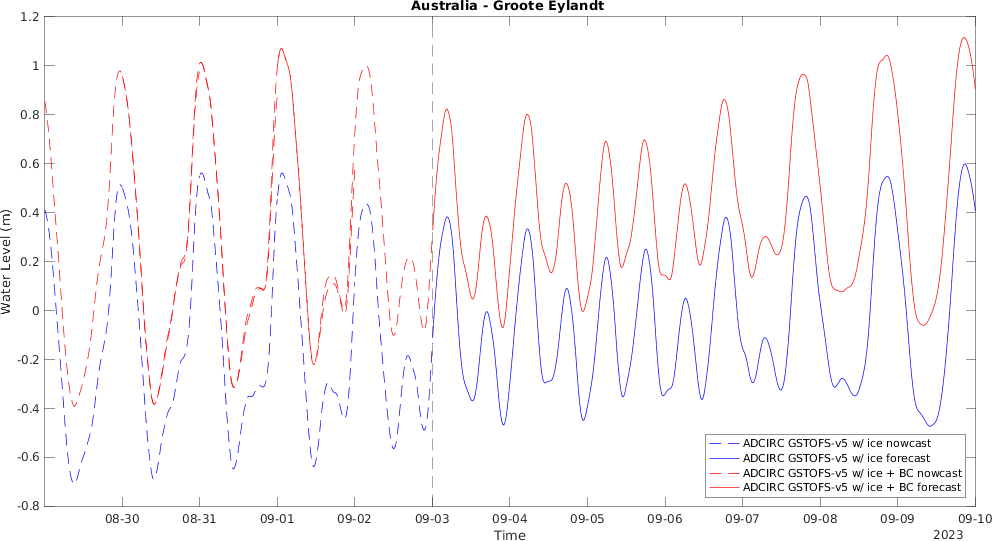 Australia - Groote Eylandt
1.2
1
0.8
0.6
0.4
0.2
0
-0.2
-0.4
-0.6
-0.8
Water Level (m)
ADCIRC GSTOFS-v5 w/ ice nowcast
ADCIRC GSTOFS-v5 w/ ice forecast
ADCIRC GSTOFS-v5 w/ ice + BC nowcast
ADCIRC GSTOFS-v5 w/ ice + BC forecast
08-30 08-31 09-01 09-02 09-03 09-04 09-05 09-06 09-07 09-08 09-09 09-10
Time
2023